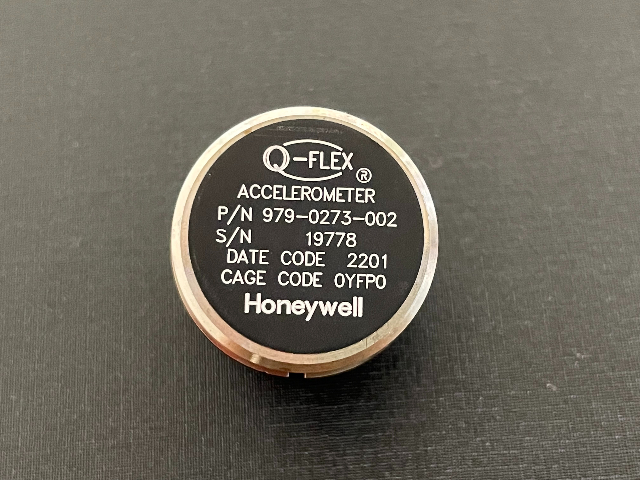 Q-FLEX®
ACCELEROMETER
P/N 979-0273-002
S/N 19778
DATE CODE 2201
CAGE CODE 0YFP0
Honeywell